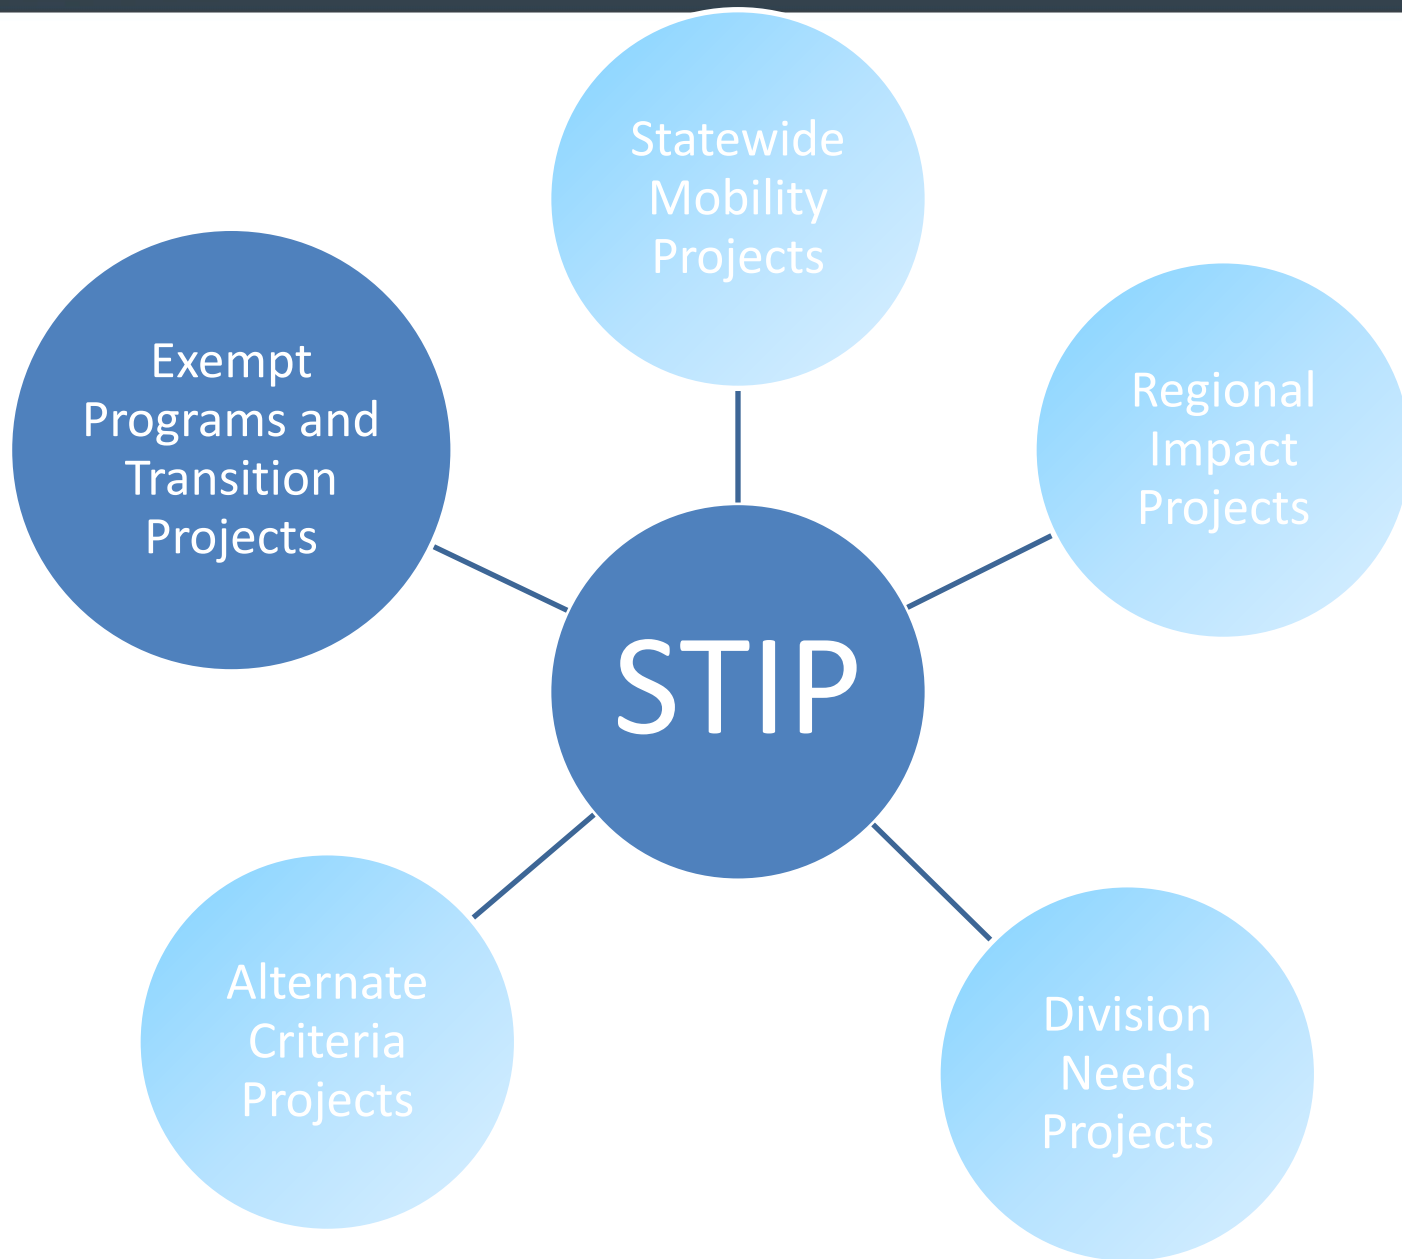 Statewide
Mobility
Projects
Exempt
Programs and
Transition
Projects
Regional
Impact
Projects
STIP
Alternate
Criteria
Projects
Division
Needs
Projects